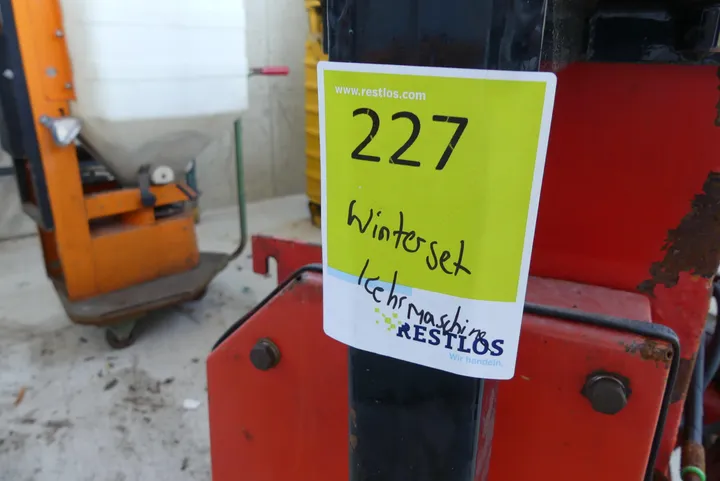 www.restlos.com
227
Winterset
Kehrmaschine
RESTLOS
Wir handeln.